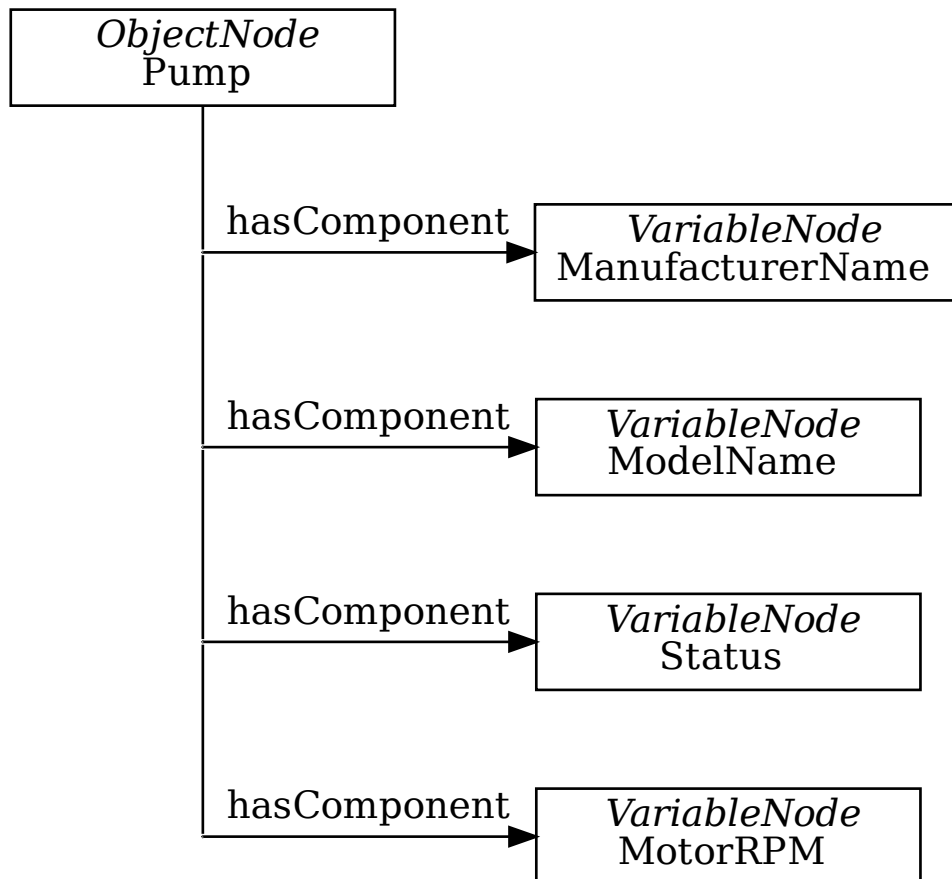 ObjectNode
Pump
hasComponent
VariableNode
ManufacturerName
hasComponent
VariableNode
ModelName
hasComponent
VariableNode
Status
hasComponent
VariableNode
MotorRPM